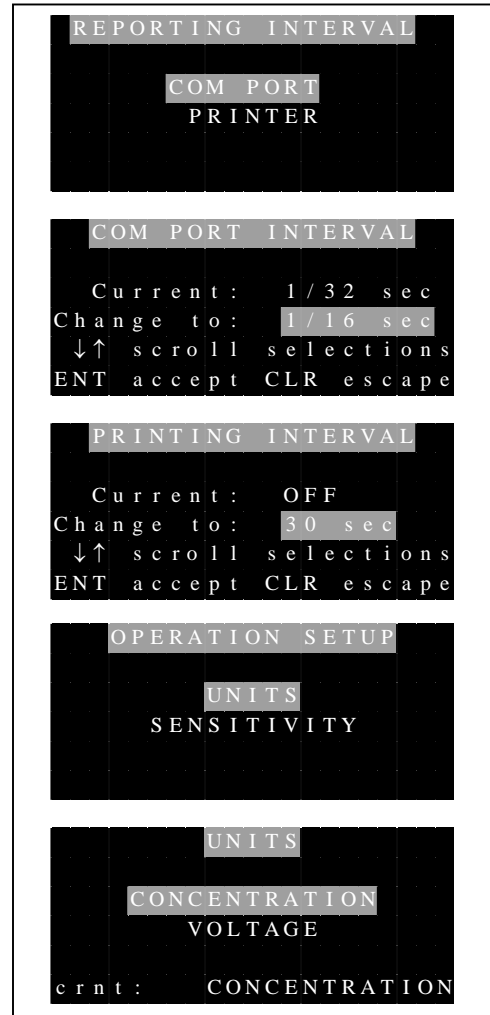 REPORTING INTERVAL
COM PORT
PRINTER
COM PORT INTERVAL
Current: 1/32 sec
Change to: 1/16 sec
↓↑ scroll selections
ENT accept CLR escape
PRINTING INTERVAL
Current: OFF
Change to: 30 sec
↓↑ scroll selections
ENT accept CLR escape
OPERATION SETUP
UNITS
SENSITIVITY
UNITS
CONCENTRATION
VOLTAGE
crnt: CONCENTRATION